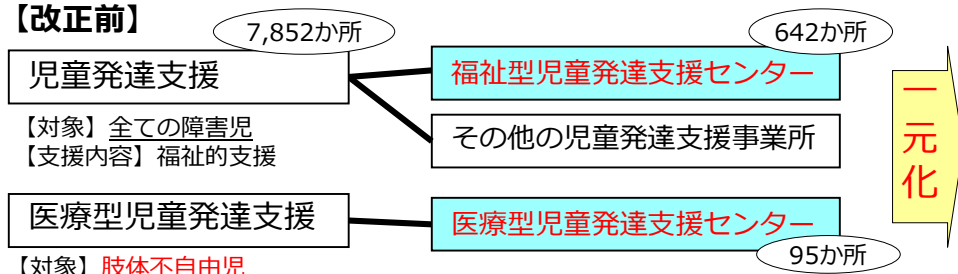 【改正前】
7,852か所
642か所
児童発達支援
福祉型児童発達支援センター
【対象】全ての障害児
【支援内容】福祉的支援
その他の児童発達支援事業所
一元化
医療型児童発達支援
医療型児童発達支援センター
95か所
【対象】肢体不自由児